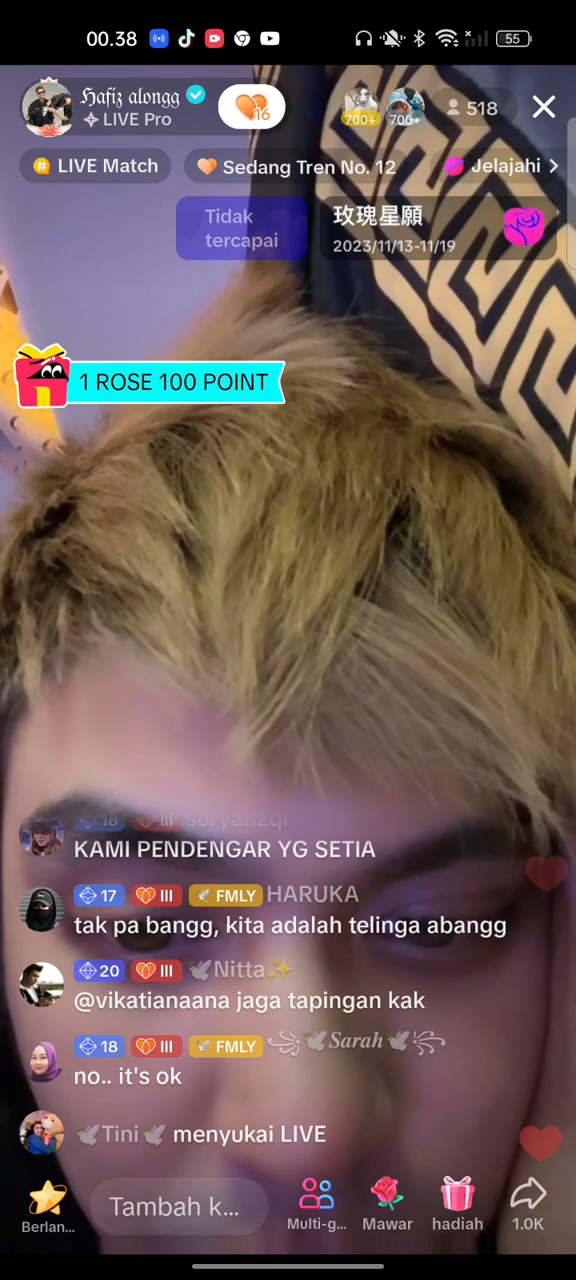 00.38
55
ℌ𝔞𝔣𝔦𝔷 𝔞𝔩𝔬𝔫𝔤𝔤
LIVE Pro
16
700+
700+
518
LIVE Match
Sedang Tren No. 12
Jelajahi
Tidak
tercapai
玫瑰星願
2023/11/13-11/19
1 ROSE 100 POINT
18 III suryah2qi
KAMI PENDENGAR YG SETIA
17 III FMLY HARUKA
tak pa bangg, kita adalah telinga abangg
20 III 🕊Nitta✨
@vikatianaana jaga tapingan kak
18 III FMLY ꧁🕊𝑺𝒂𝒓𝒂𝒉🕊꧂
no.. it's ok
🕊Tini🕊 menyukai LIVE
Berlan...
Tambah k...
Multi-g...
Mawar
hadiah
1.0K